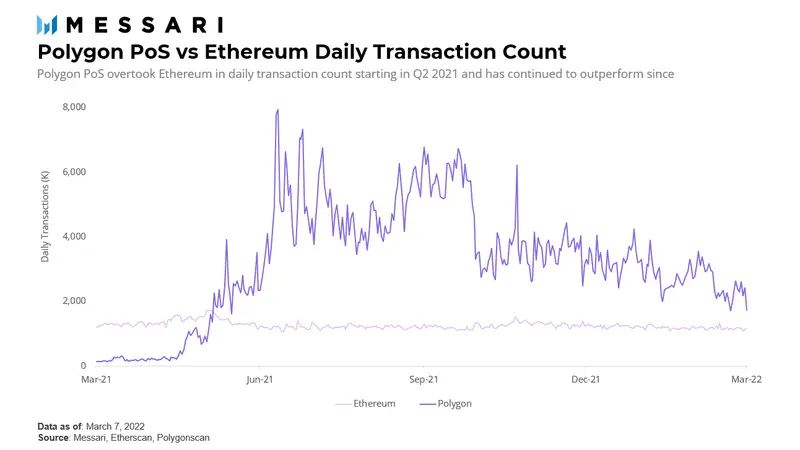 MESSARI
Polygon PoS vs Ethereum Daily Transaction Count
Polygon PoS overtook Ethereum in daily transaction count starting in Q2 2021 and has continued to outperform since
8,000
6,000
4,000
2,000
0
Daily Transactions (K)
Mar-21
Jun-21
Sep-21
Dec-21
Mar-22
Ethereum
Polygon
Data as of: March 7, 2022
Source: Messari, Etherscan, Polygonscan